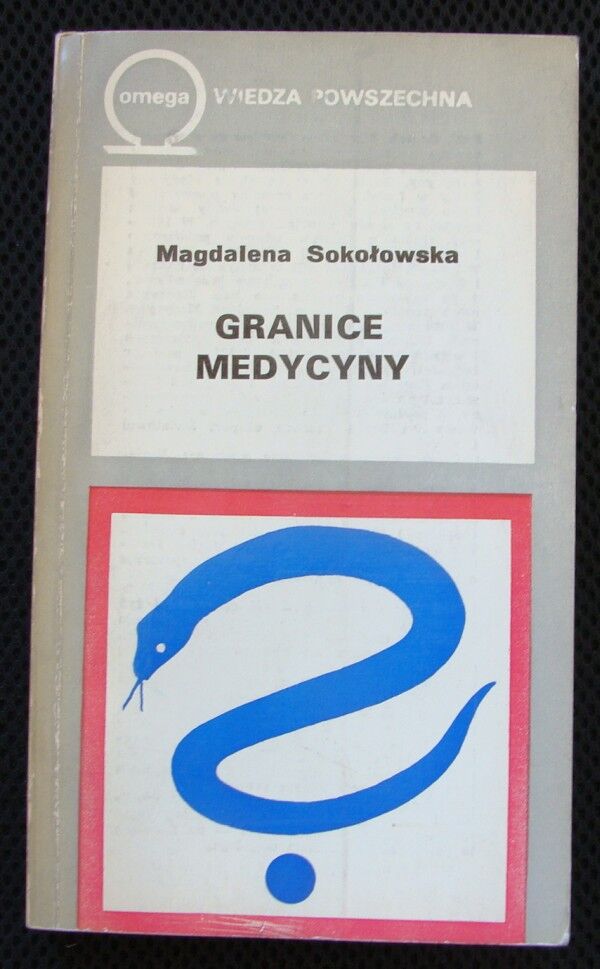 omega WIEDZA POWSZECHNA
Magdalena Sokołowska
GRANICE
MEDYCYNY